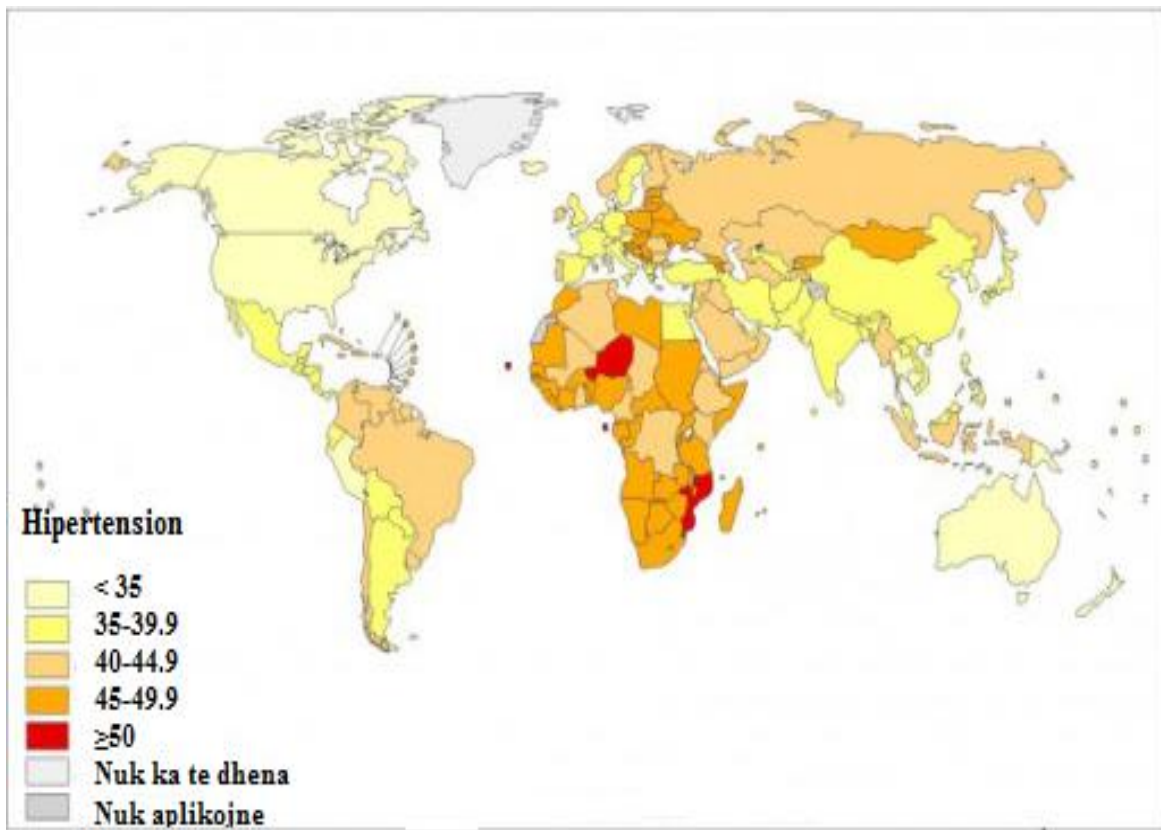 Hipertension
< 35
35-39.9
40-44.9
45-49.9
≥50
Nuk ka te dhena
Nuk aplikojne